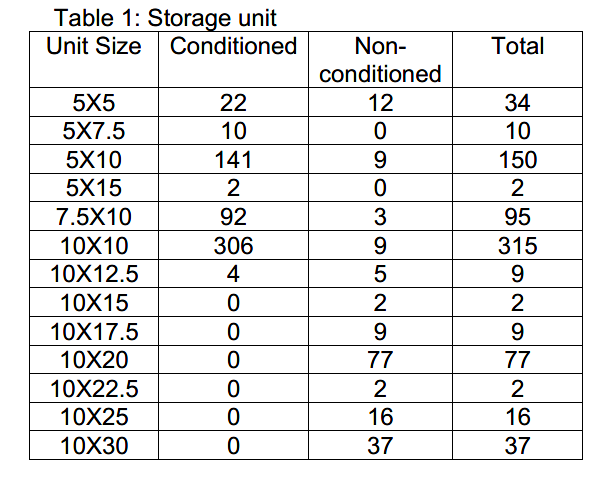 Table 1: Storage unit
Unit Size Conditioned Non-conditioned Total
5X5 22 12 34
5X7.5 10 0 10
5X10 141 9 150
5X15 2 0 2
7.5X10 92 3 95
10X10 306 9 315
10X12.5 4 5 9
10X15 0 2 2
10X17.5 0 9 9
10X20 0 77 77
10X22.5 0 2 2
10X25 0 16 16
10X30 0 37 37